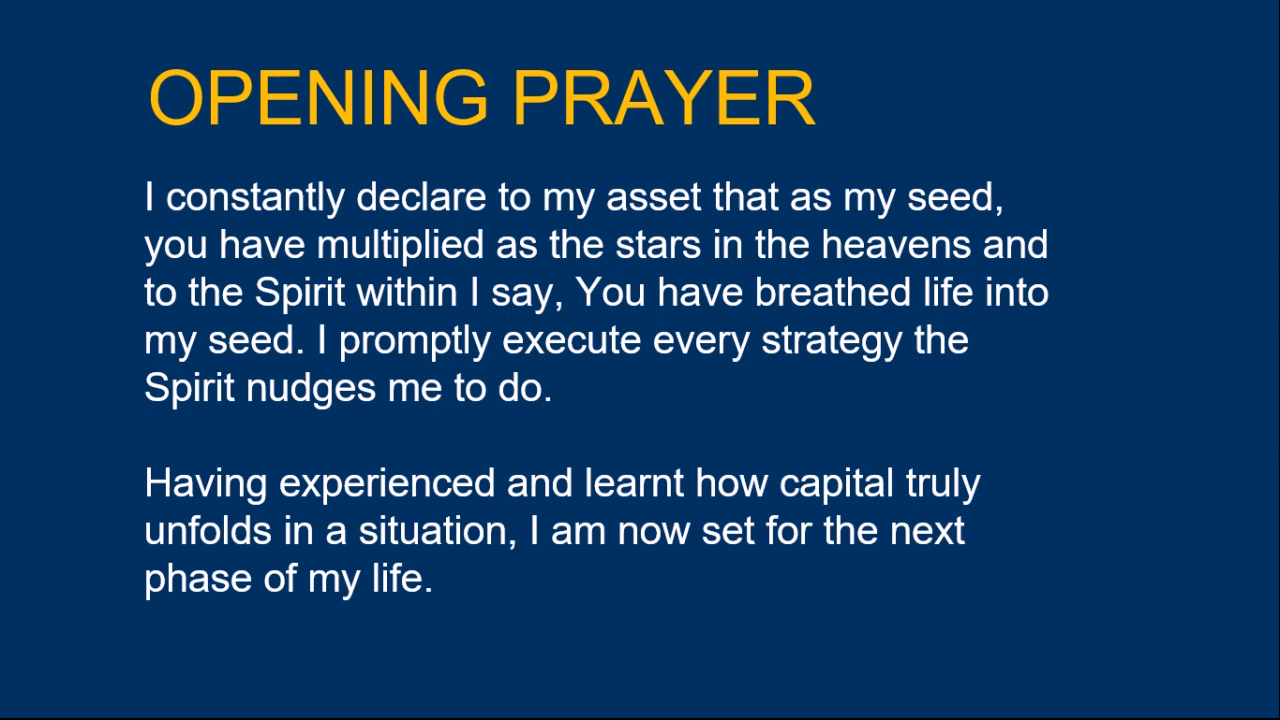 OPENING PRAYER
I constantly declare to my asset that as my seed,
you have multiplied as the stars in the heavens and
to the Spirit within I say, You have breathed life into
my seed. I promptly execute every strategy the
Spirit nudges me to do.
Having experienced and learnt how capital truly
unfolds in a situation, I am now set for the next
phase of my life.